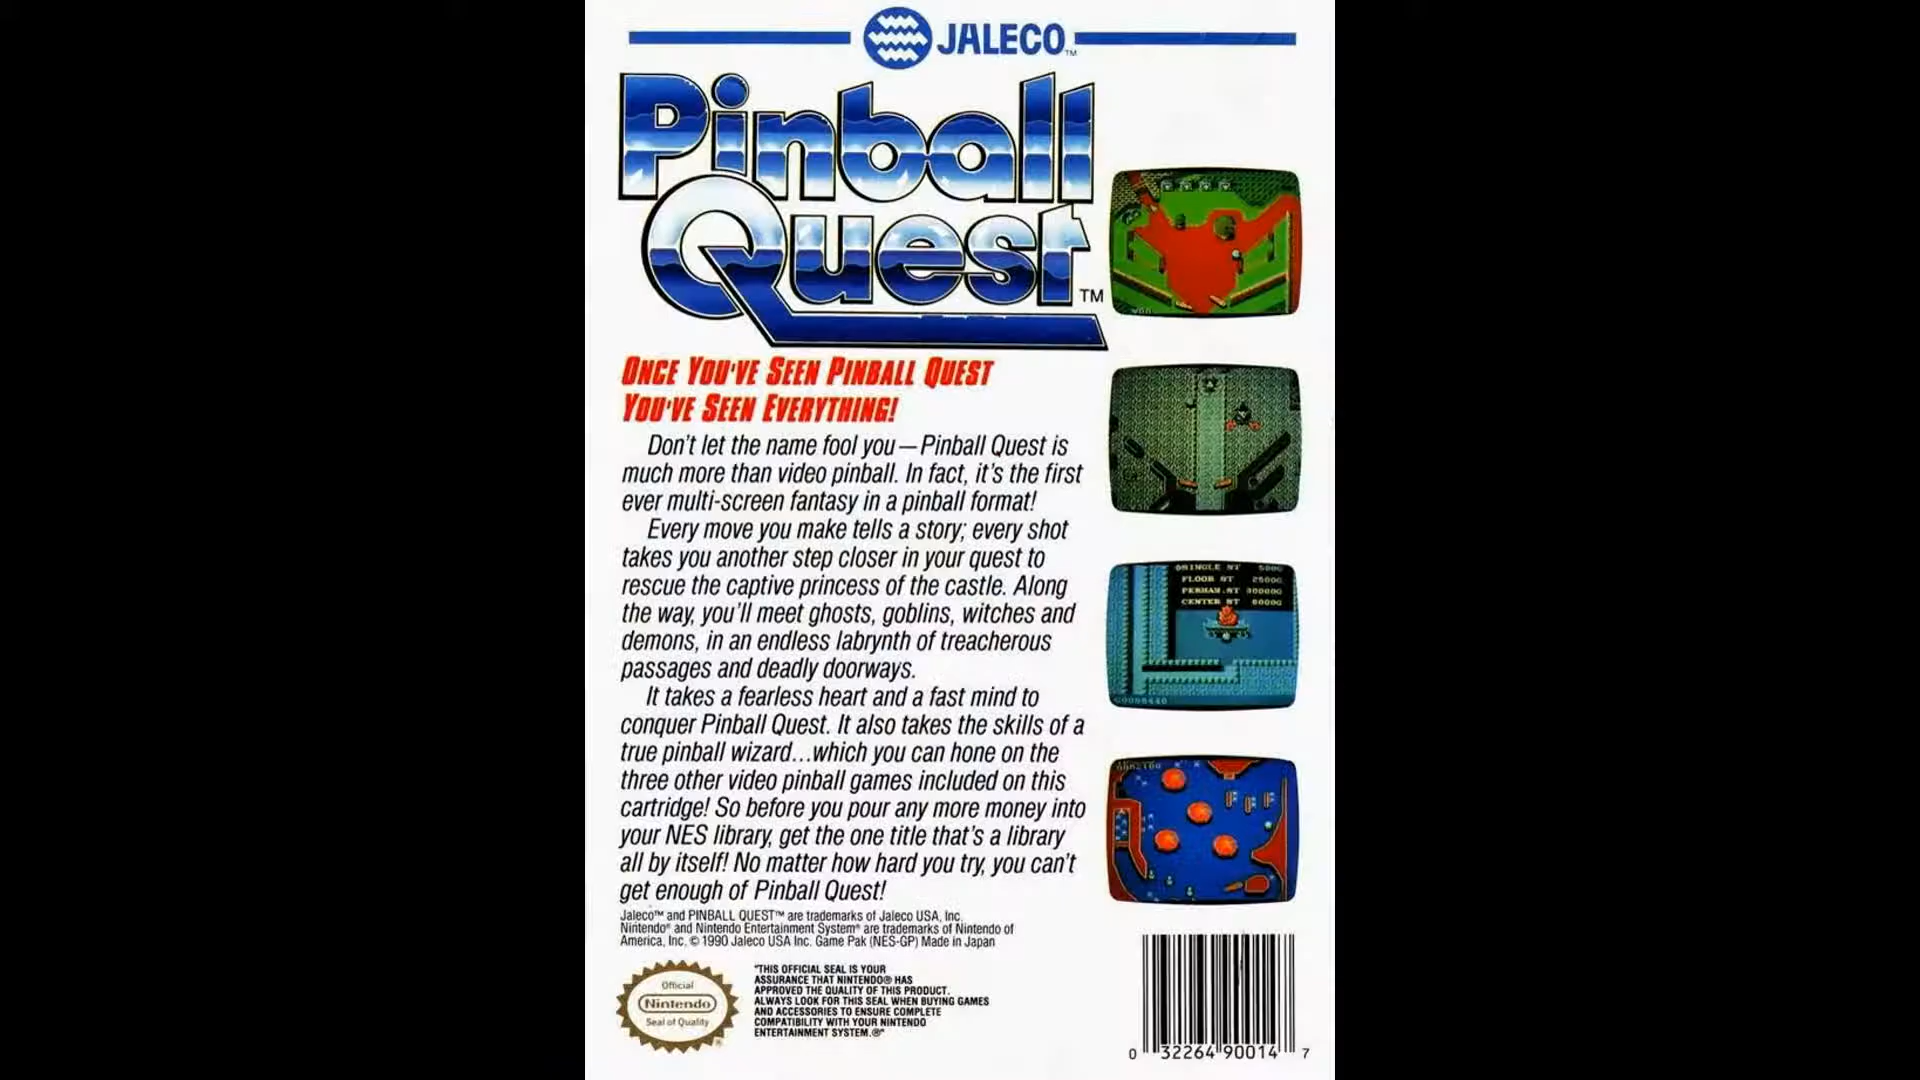 JALECO™
Pinball
Quest™
ONCE YOU'VE SEEN PINBALL QUEST
YOU'VE SEEN EVERYTHING!
Don't let the name fool you—Pinball Quest is
much more than video pinball. In fact, it's the first
ever multi-screen fantasy in a pinball format!
Every move you make tells a story; every shot
takes you another step closer in your quest to
rescue the captive princess of the castle. Along
the way, you'll meet ghosts, goblins, witches and
demons, in an endless labrynth of treacherous
passages and deadly doorways.
It takes a fearless heart and a fast mind to
conquer Pinball Quest. It also takes the skills of a
true pinball wizard...which you can hone on the
three other video pinball games included on this
cartridge! So before you pour any more money into
your NES library, get the one title that's a library
all by itself! No matter how hard you try, you can't
get enough of Pinball Quest!
Jaleco™ and PINBALL QUEST™ are trademarks of Jaleco USA, Inc.
Nintendo® and Nintendo Entertainment System® are trademarks of Nintendo of
America, Inc. © 1990 Jaleco USA Inc. Game Pak (NES-GP) Made in Japan
Official
Nintendo
Seal of Quality
"THIS OFFICIAL SEAL IS YOUR
ASSURANCE THAT NINTENDO® HAS
APPROVED THE QUALITY OF THIS PRODUCT.
ALWAYS LOOK FOR THIS SEAL WHEN BUYING GAMES
AND ACCESSORIES TO ENSURE COMPLETE
COMPATIBILITY WITH YOUR NINTENDO
ENTERTAINMENT SYSTEM.®"
FLOOR ST 2500G
CENTER ST 8000G
0 32264 90014 7